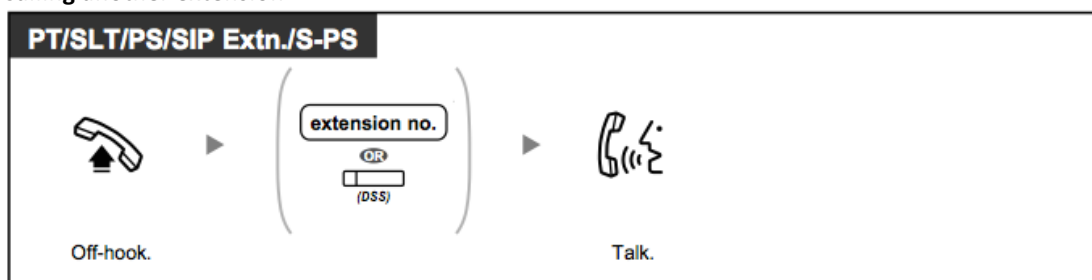 PT/SLT/PS/SIP Extn./S-PS
extension no.
OR
(DSS)
Off-hook.
Talk.